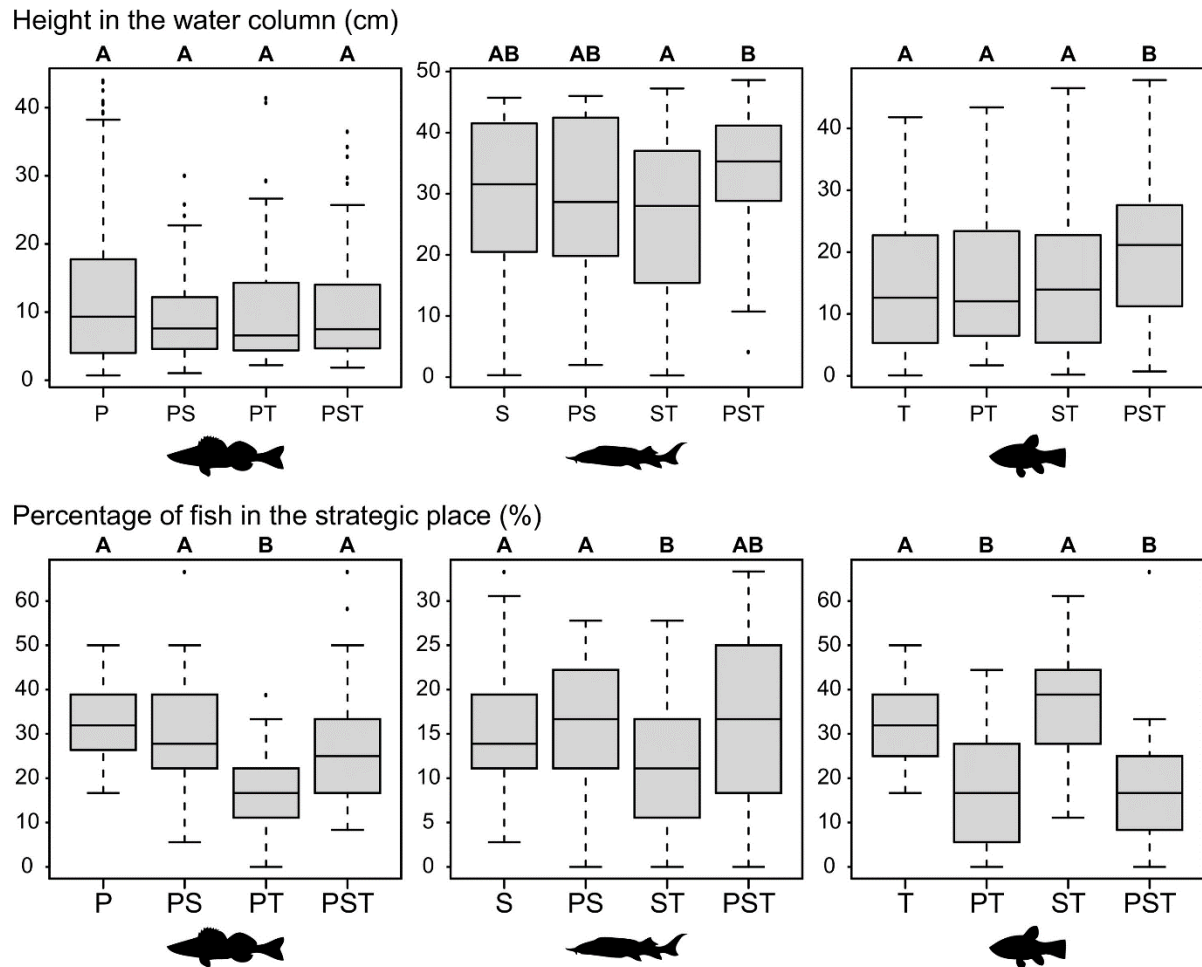 Height in the water column (cm)
A A A A
AB AB A B
A A A B
40
30
20
10
0
50
40
30
20
10
0
40
30
20
10
0
P PS PT PST
S PS ST PST
T PT ST PST
Percentage of fish in the strategic place (%)
A A B A
A A B AB
A B A B
60
50
40
30
20
10
0
30
25
20
15
10
5
0
60
50
40
30
20
10
0
P PS PT PST
S PS ST PST
T PT ST PST